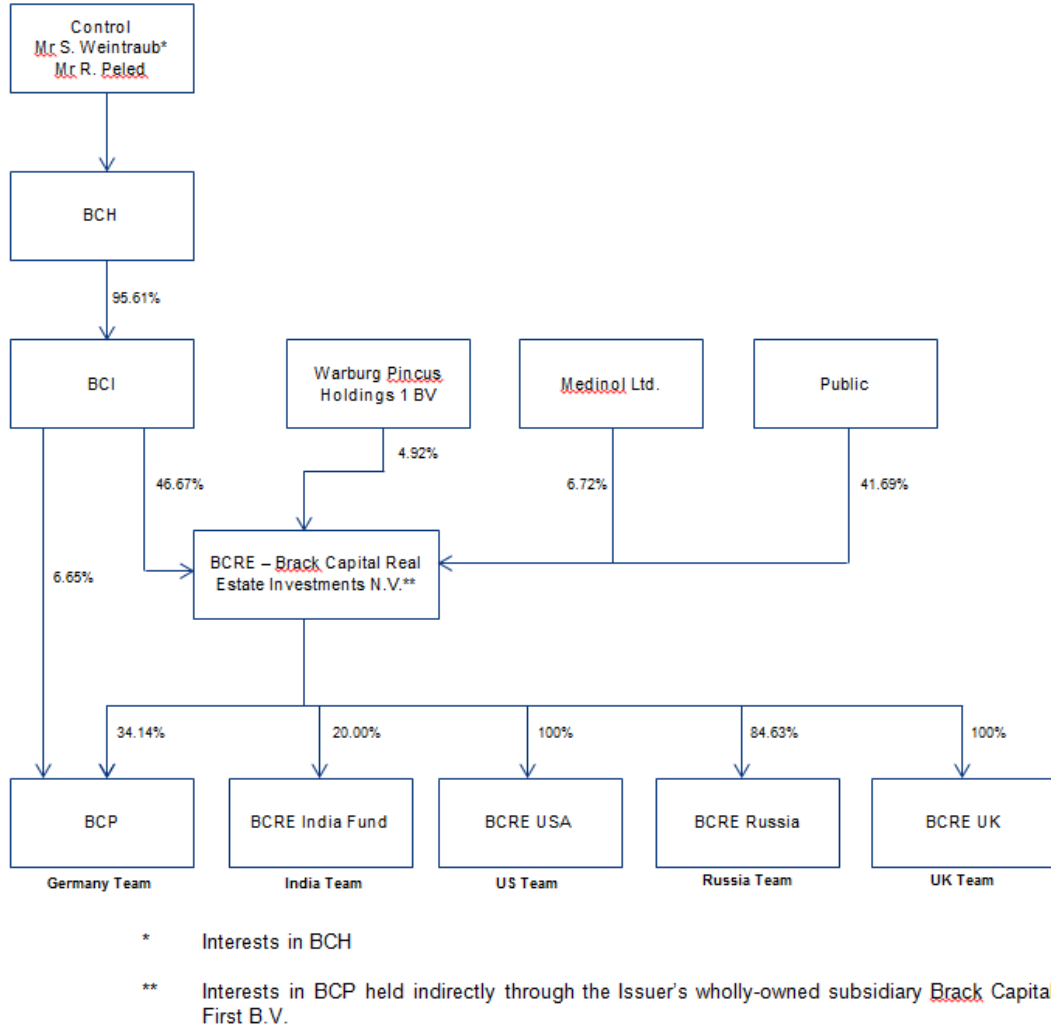 Control
Mr S. Weintraub*
Mr R. Peled
BCH
95.61%
BCI
Warburg Pincus
Holdings 1 BV
Medinol Ltd.
Public
4.92%
46.67%
6.72%
41.69%
BCRE – Brack Capital Real
Estate Investments N.V.**
6.65%
34.14%
20.00%
100%
84.63%
100%
BCP
BCRE India Fund
BCRE USA
BCRE Russia
BCRE UK
Germany Team
India Team
US Team
Russia Team
UK Team
* Interests in BCH
** Interests in BCP held indirectly through the Issuer's wholly-owned subsidiary Brack Capital
First B.V.